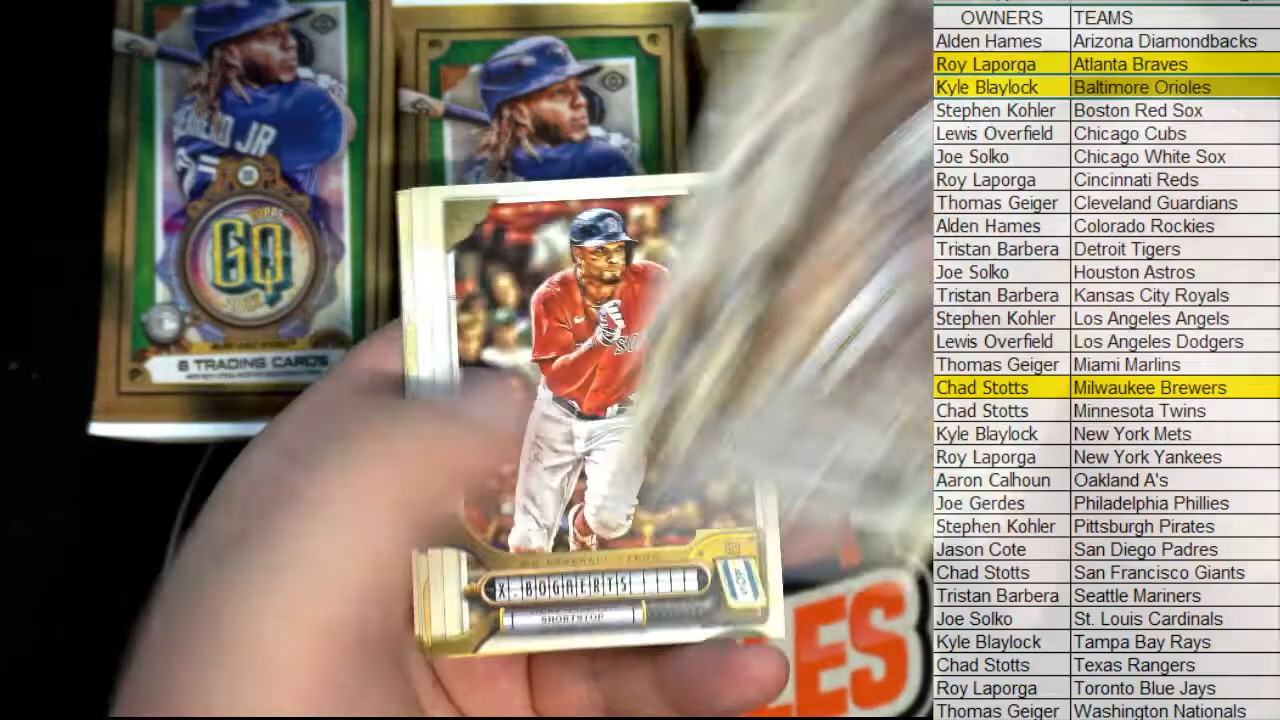 OWNERS TEAMS
Alden Hames Arizona Diamondbacks
Roy Laporga Atlanta Braves
Kyle Blaylock Baltimore Orioles
Stephen Kohler Boston Red Sox
Lewis Overfield Chicago Cubs
Joe Solko Chicago White Sox
Roy Laporga Cincinnati Reds
Thomas Geiger Cleveland Guardians
Alden Hames Colorado Rockies
Tristan Barbera Detroit Tigers
Joe Solko Houston Astros
Tristan Barbera Kansas City Royals
Stephen Kohler Los Angeles Angels
Lewis Overfield Los Angeles Dodgers
Thomas Geiger Miami Marlins
Chad Stotts Milwaukee Brewers
Chad Stotts Minnesota Twins
Kyle Blaylock New York Mets
Roy Laporga New York Yankees
Aaron Calhoun Oakland A's
Joe Gerdes Philadelphia Phillies
Stephen Kohler Pittsburgh Pirates
Jason Cote San Diego Padres
Chad Stotts San Francisco Giants
Tristan Barbera Seattle Mariners
Joe Solko St. Louis Cardinals
Kyle Blaylock Tampa Bay Rays
Chad Stotts Texas Rangers
Roy Laporga Toronto Blue Jays
Thomas Geiger Washington Nationals
JR
GQ
6 TRADING CARDS
X.BOGAERTS
SHORTSTOP
LES